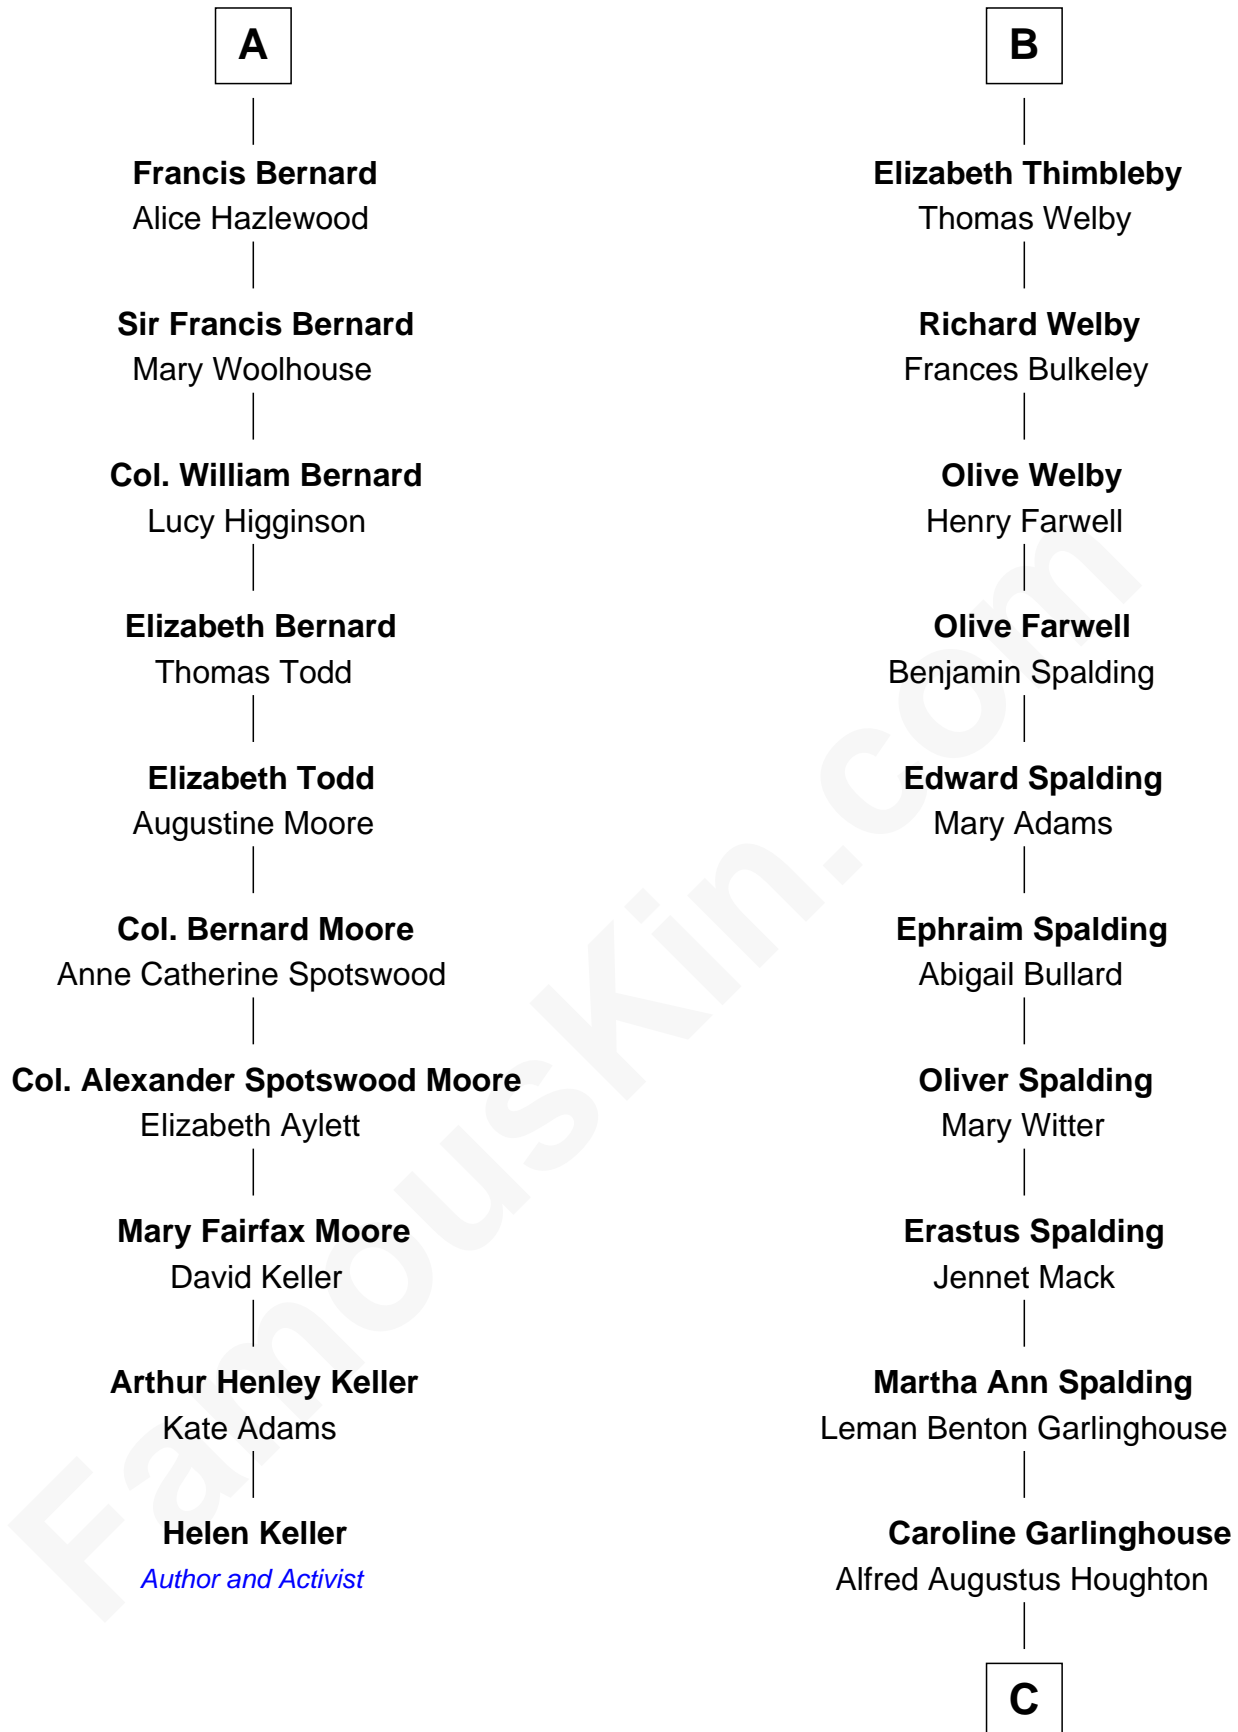 A
Francis Bernard
Alice Hazlewood
Sir Francis Bernard
Mary Woolhouse
Col. William Bernard
Lucy Higginson
Elizabeth Bernard
Thomas Todd
Elizabeth Todd
Augustine Moore
Col. Bernard Moore
Anne Catherine Spotswood
Col. Alexander Spotswood Moore
Elizabeth Aylett
Mary Fairfax Moore
David Keller
Arthur Henley Keller
Kate Adams
Helen Keller
Author and Activist
B
Elizabeth Thimbleby
Thomas Welby
Richard Welby
Frances Bulkeley
Olive Welby
Henry Farwell
Olive Farwell
Benjamin Spalding
Edward Spalding
Mary Adams
Ephraim Spalding
Abigail Bullard
Oliver Spalding
Mary Witter
Erastus Spalding
Jennet Mack
Martha Ann Spalding
Leman Benton Garlinghouse
Caroline Garlinghouse
Alfred Augustus Houghton
C
FamousKin.com